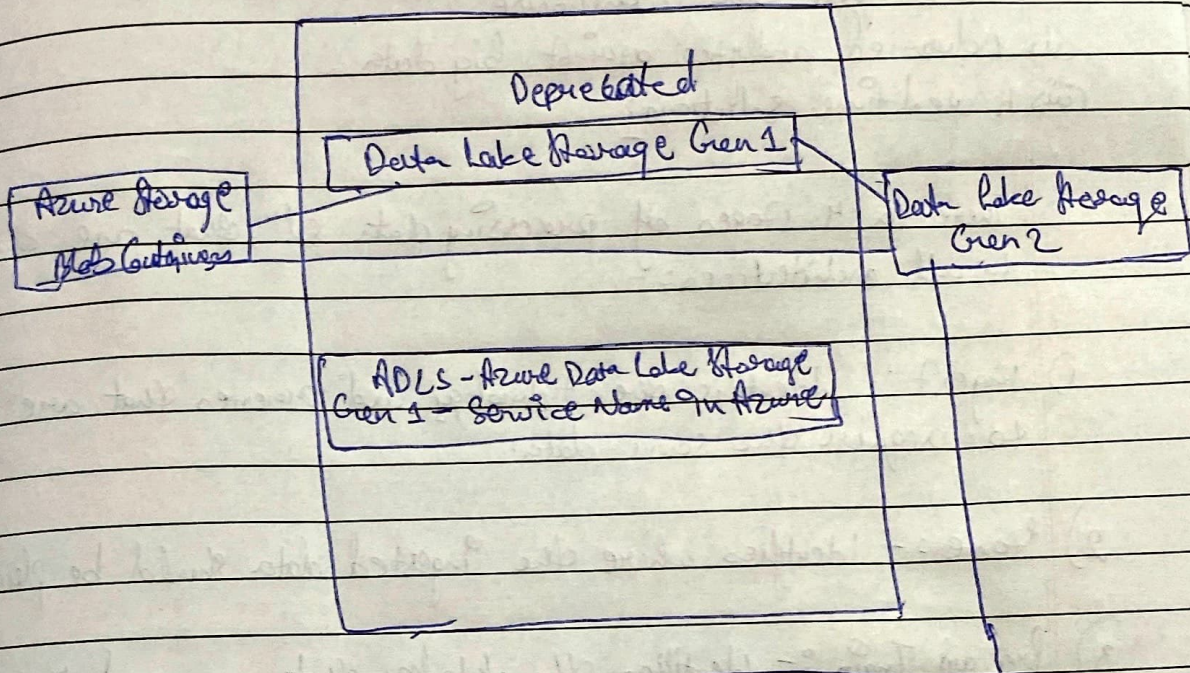 Deprecated
Data Lake Storage Gen 1
Azure Storage
Blob Containers
Data Lake Storage
Gen 2
ADLS - Azure Data Lake Storage
Gen 1 - Service Name In Azure